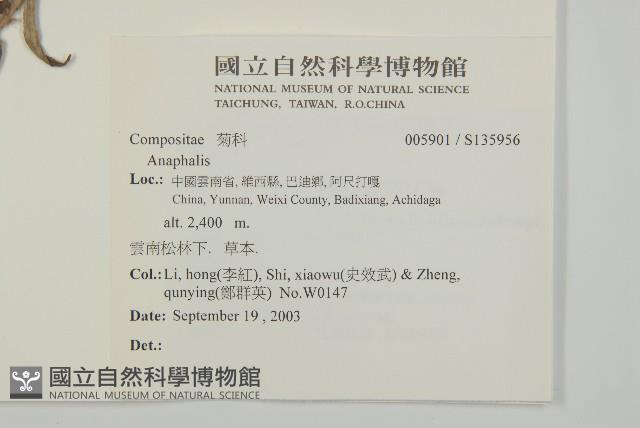 國立自然科學博物館
NATIONAL MUSEUM OF NATURAL SCIENCE
TAICHUNG, TAIWAN, R.O.CHINA
Compositae 菊科 005901 / S135956
Anaphalis
Loc.: 中國雲南省, 維西縣, 巴迪鄉, 阿尺打嘎
China, Yunnan, Weixi County, Badixiang, Achidaga
alt. 2,400 m.
雲南松林下. 草本.
Col.: Li, hong(李紅), Shi, xiaowu(史效武) & Zheng,
qunying(鄭群英) No.W0147
Date: September 19 , 2003
Det.:
國立自然科學博物館
NATIONAL MUSEUM OF NATURAL SCIENCE